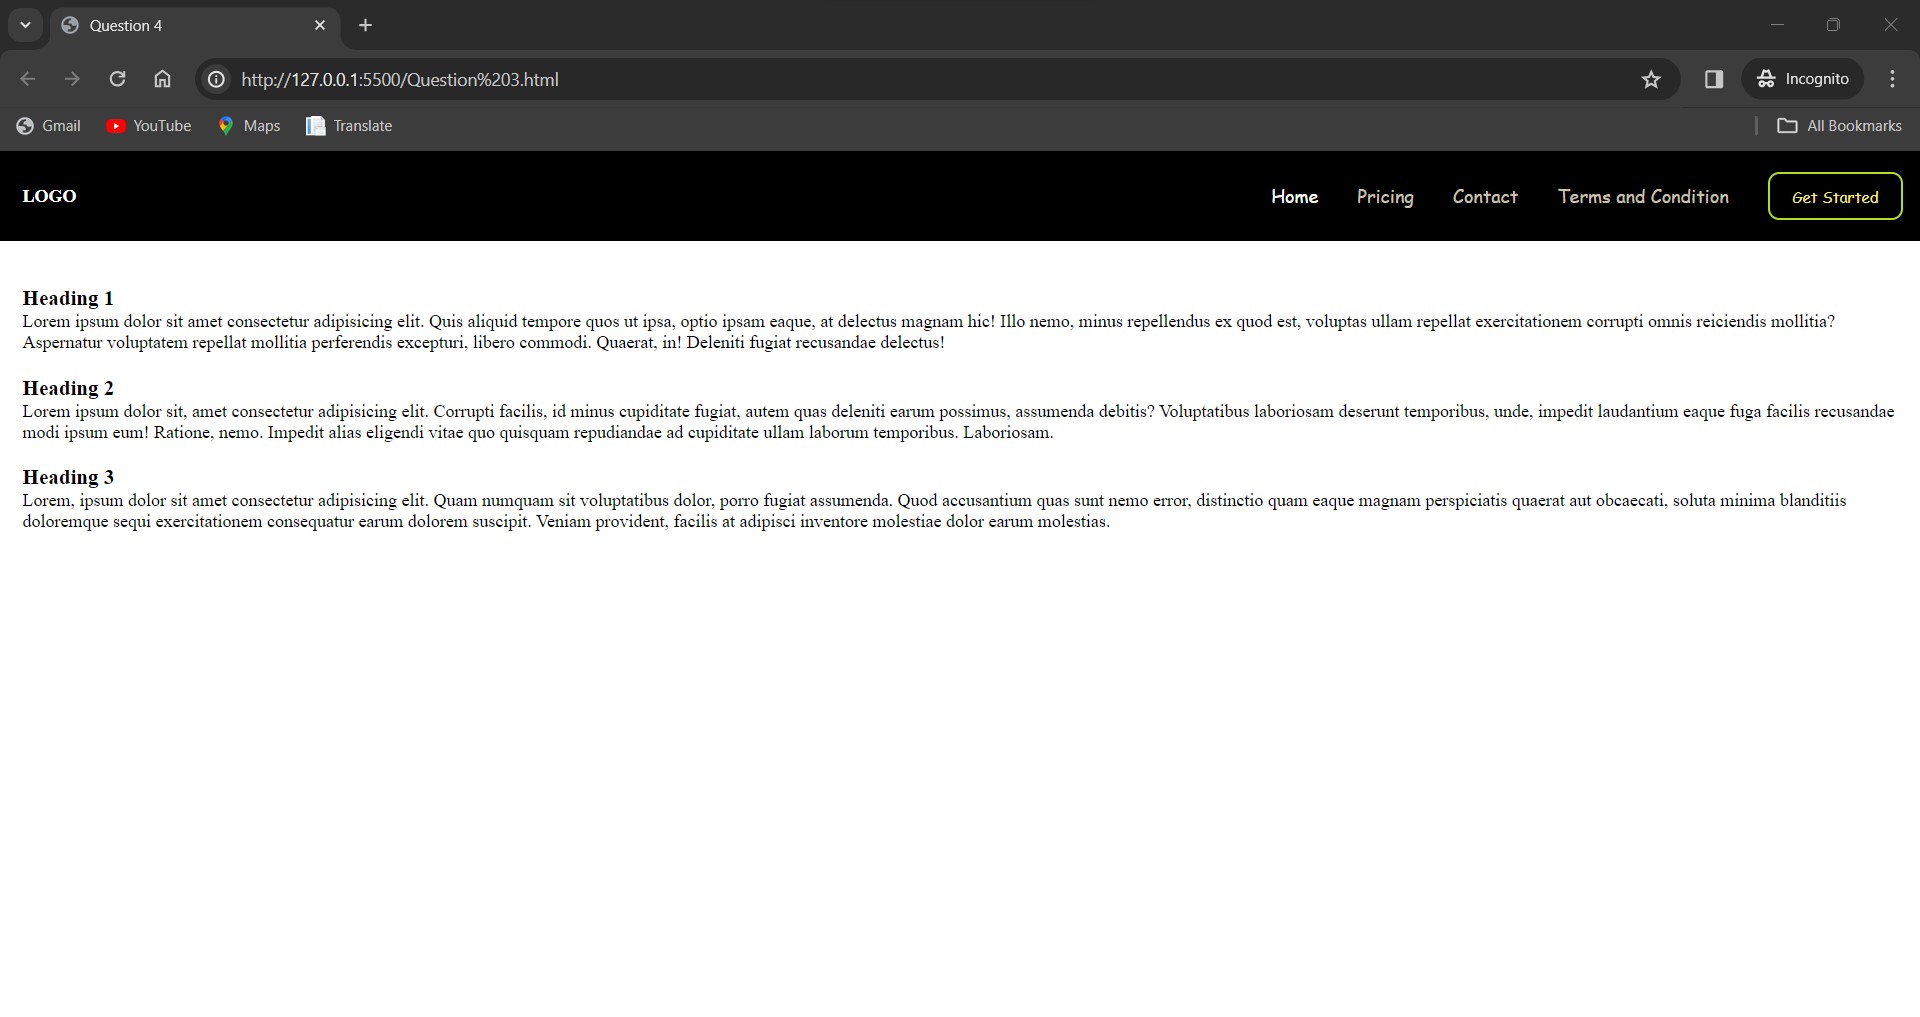 Question 4
http://127.0.0.1:5500/Question%203.html
Incognito
Gmail YouTube Maps Translate All Bookmarks
LOGO Home Pricing Contact Terms and Condition Get Started
Heading 1
Lorem ipsum dolor sit amet consectetur adipisicing elit. Quis aliquid tempore quos ut ipsa, optio ipsam eaque, at delectus magnam hic! Illo nemo, minus repellendus ex quod est, voluptas ullam repellat exercitationem corrupti omnis reiciendis mollitia?
Aspernatur voluptatem repellat mollitia perferendis excepturi, libero commodi. Quaerat, in! Deleniti fugiat recusandae delectus!
Heading 2
Lorem ipsum dolor sit, amet consectetur adipisicing elit. Corrupti facilis, id minus cupiditate fugiat, autem quas deleniti earum possimus, assumenda debitis? Voluptatibus laboriosam deserunt temporibus, unde, impedit laudantium eaque fuga facilis recusandae
modi ipsum eum! Ratione, nemo. Impedit alias eligendi vitae quo quisquam repudiandae ad cupiditate ullam laborum temporibus. Laboriosam.
Heading 3
Lorem, ipsum dolor sit amet consectetur adipisicing elit. Quam numquam sit voluptatibus dolor, porro fugiat assumenda. Quod accusantium quas sunt nemo error, distinctio quam eaque magnam perspiciatis quaerat aut obcaecati, soluta minima blanditiis
doloremque sequi exercitationem consequatur earum dolorem suscipit. Veniam provident, facilis at adipisci inventore molestiae dolor earum molestias.